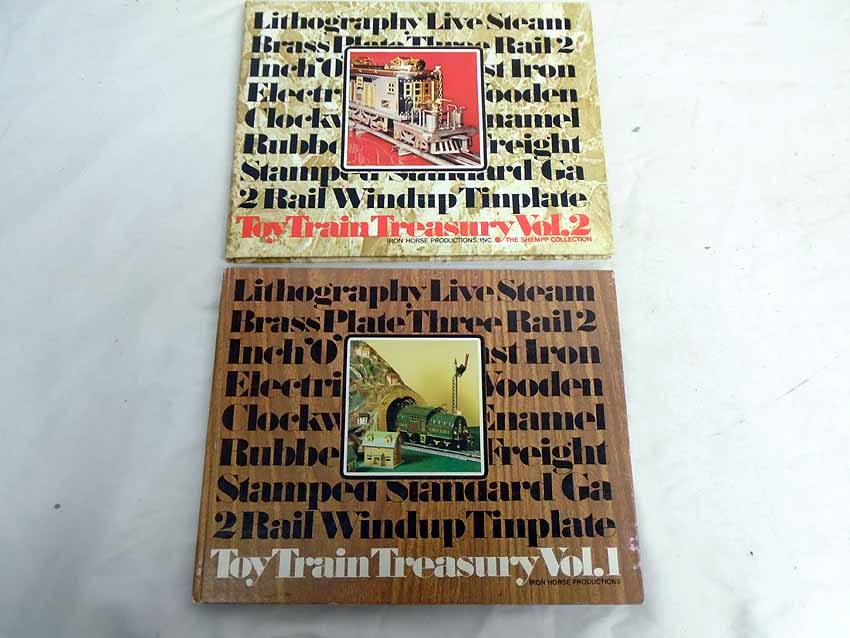 Lithography Live Steam
Brass Plate Three Rail 2
Inch 'O' st Iron
Electri ooden
Clockw Enamel
Rubbe Freight
Stamped Standard Ga
2 Rail Windup Tinplate
Toy Train Treasury Vol. 2
IRON HORSE PRODUCTIONS, INC. THE SHEMPP COLLECTION
Lithography Live Steam
Brass Plate Three Rail 2
Inch 'O' st Iron
Electri Wooden
Clockw Enamel
Rubbe Freight
Stamped Standard Ga
2 Rail Windup Tinplate
Toy Train Treasury Vol. 1
IRON HORSE PRODUCTIONS